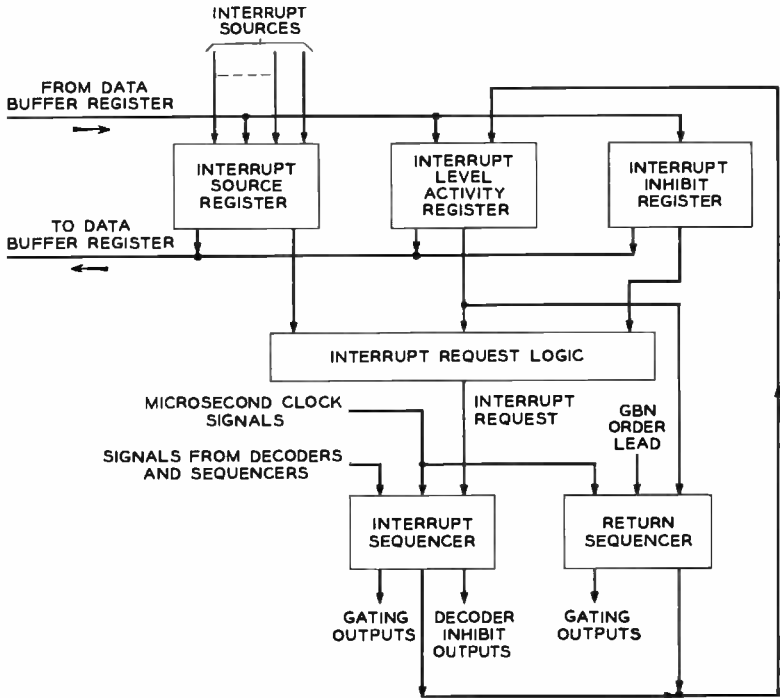 INTERRUPT
SOURCES
FROM DATA
BUFFER REGISTER
INTERRUPT
SOURCE
REGISTER
INTERRUPT
LEVEL
ACTIVITY
REGISTER
INTERRUPT
INHIBIT
REGISTER
TO DATA
BUFFER REGISTER
INTERRUPT REQUEST LOGIC
MICROSECOND CLOCK
SIGNALS
INTERRUPT
REQUEST
GBN
ORDER
LEAD
SIGNALS FROM DECODERS
AND SEQUENCERS
INTERRUPT
SEQUENCER
RETURN
SEQUENCER
GATING
OUTPUTS
DECODER
INHIBIT
OUTPUTS
GATING
OUTPUTS